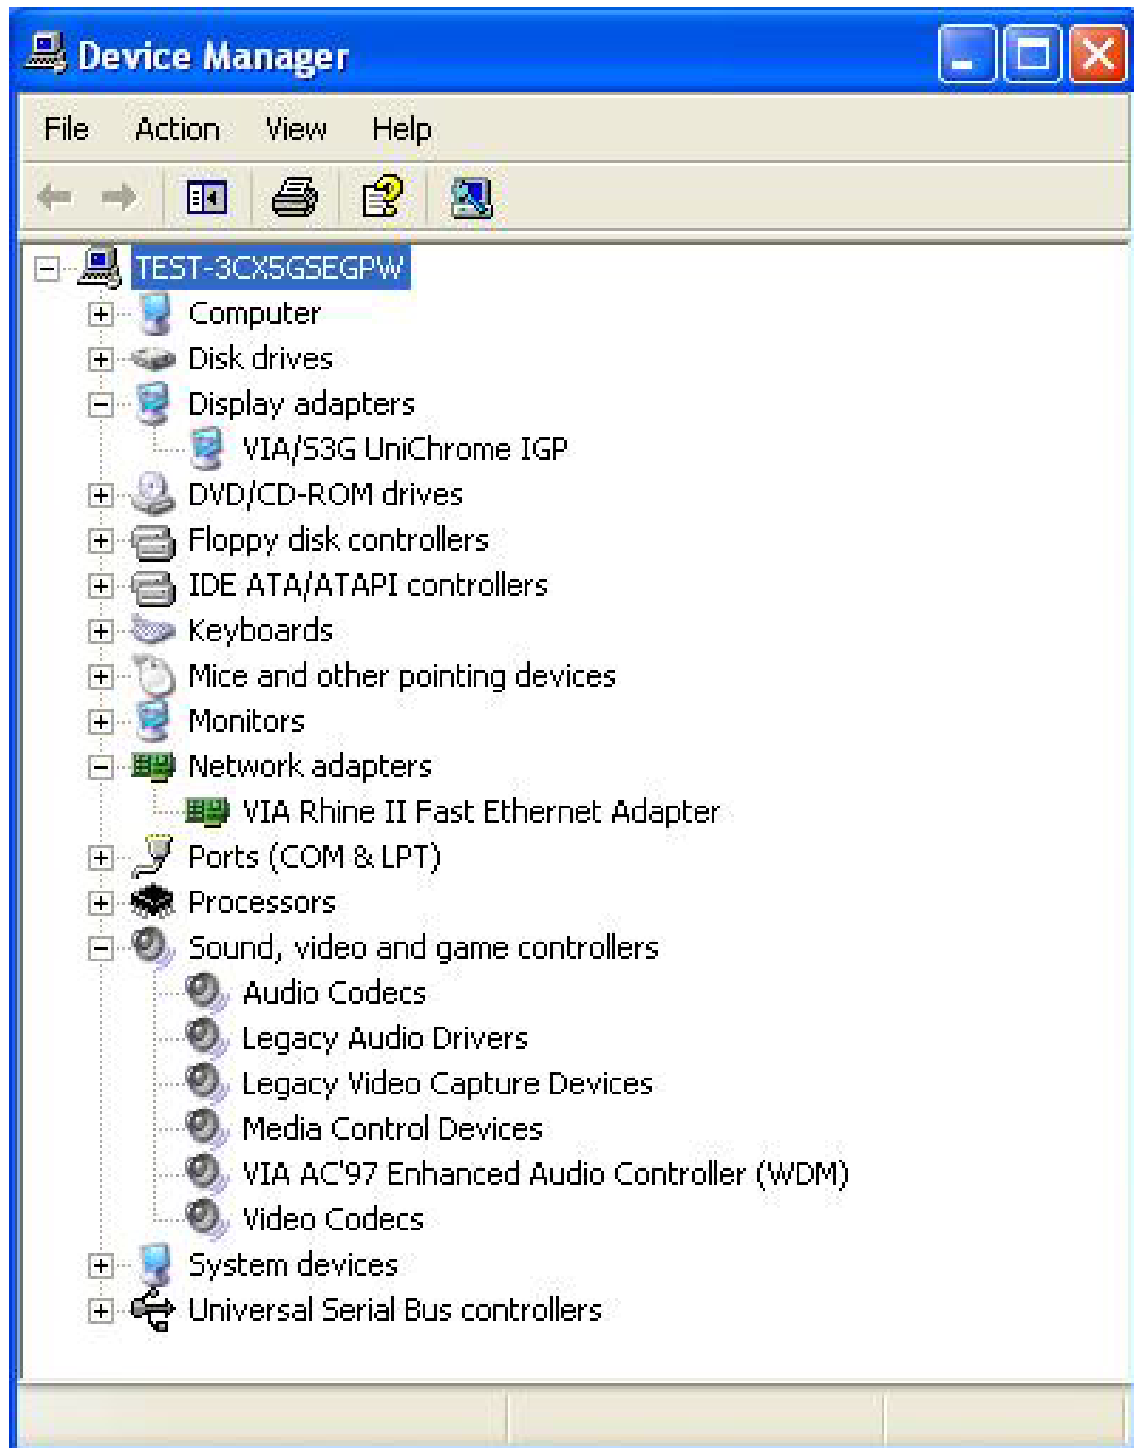 Device Manager
File Action View Help
TEST-3CX5GSEGPW
Computer
Disk drives
Display adapters
VIA/S3G UniChrome IGP
DVD/CD-ROM drives
Floppy disk controllers
IDE ATA/ATAPI controllers
Keyboards
Mice and other pointing devices
Monitors
Network adapters
VIA Rhine II Fast Ethernet Adapter
Ports (COM & LPT)
Processors
Sound, video and game controllers
Audio Codecs
Legacy Audio Drivers
Legacy Video Capture Devices
Media Control Devices
VIA AC'97 Enhanced Audio Controller (WDM)
Video Codecs
System devices
Universal Serial Bus controllers